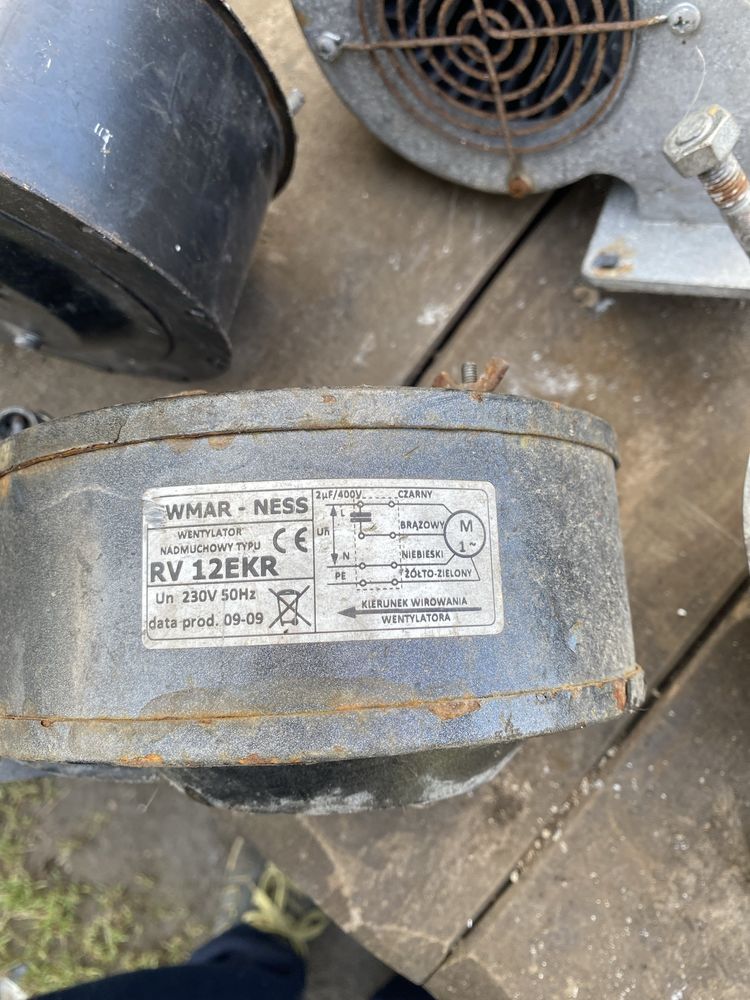 WMAR - NESS
WENTYLATOR
NADMUCHOWY TYPU
CE
RV 12EKR
Un 230V 50Hz
data prod. 09-09
2µF/400V
CZARNY
L
Un
BRĄZOWY
M
1~
N
NIEBIESKI
PE
ŻÓŁTO-ZIELONY
KIERUNEK WIROWANIA
WENTYLATORA